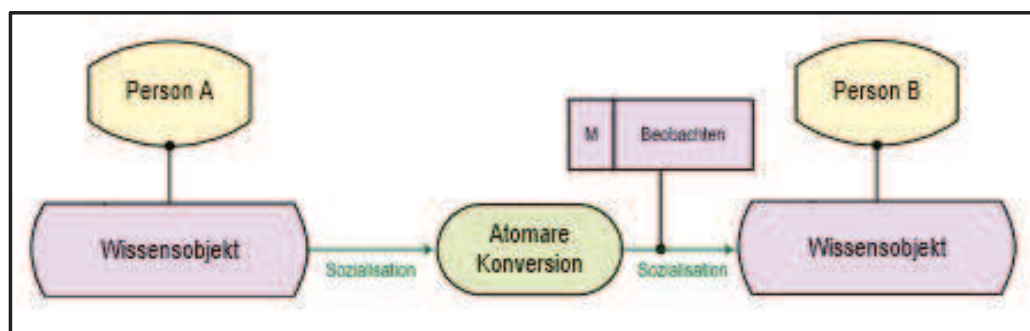 Person A
Person B
M
Beobachten
Wissensobjekt
Sozialisation
Atomare
Konversion
Sozialisation
Wissensobjekt